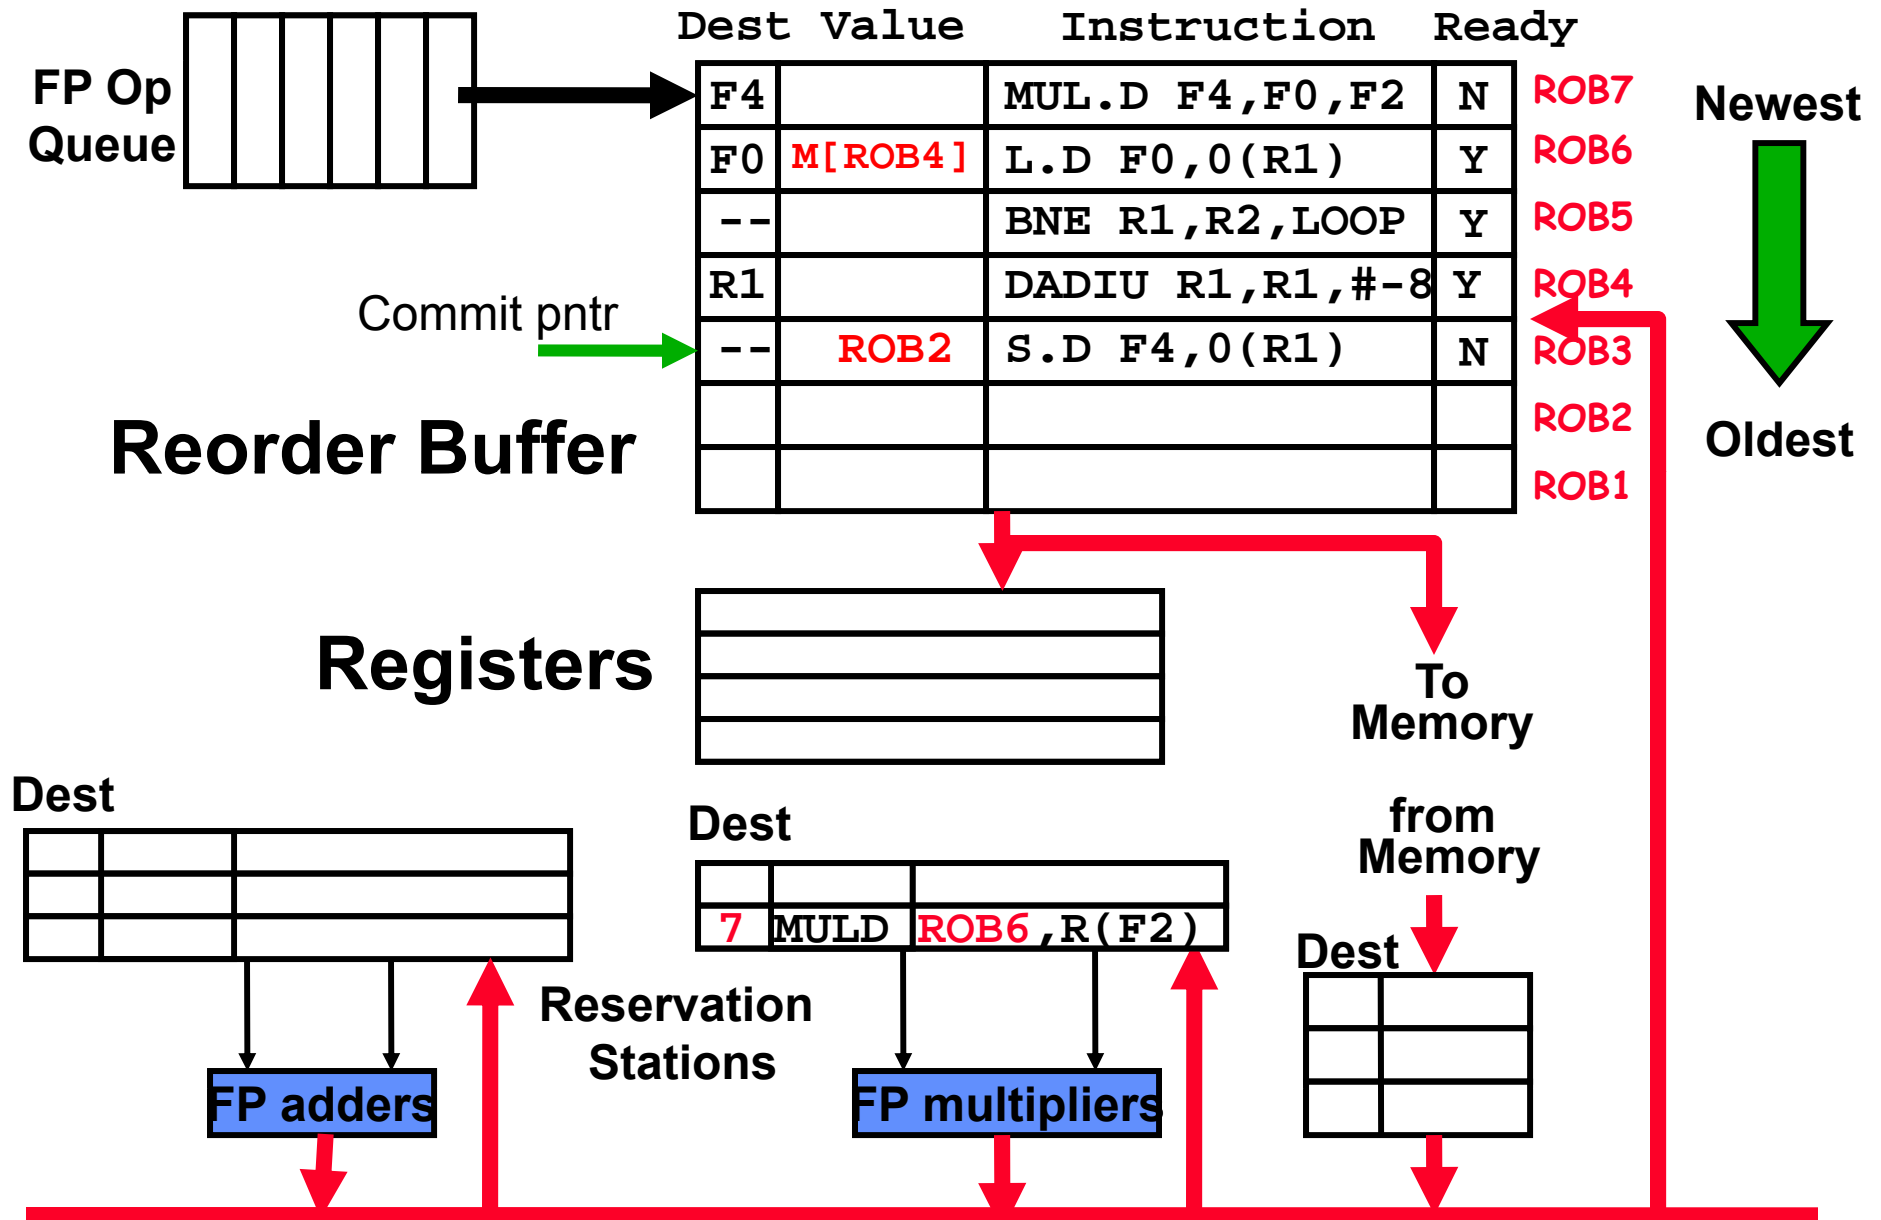 Dest Value Instruction Ready
FP Op
Queue
F4 MUL.D F4,F0,F2 N ROB7
Newest
F0 M[ROB4] L.D F0,0(R1) Y ROB6
-- BNE R1,R2,LOOP Y ROB5
R1 DADIU R1,R1,#-8 Y ROB4
Commit pntr
-- ROB2 S.D F4,0(R1) N ROB3
ROB2
Oldest
Reorder Buffer
ROB1
Registers
To
Memory
Dest
Dest
from
Memory
7 MULD ROB6,R(F2)
Dest
Reservation
Stations
FP adders
FP multipliers